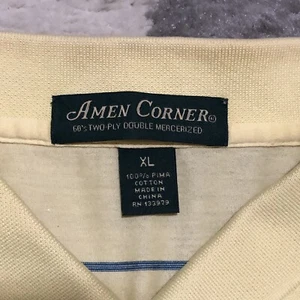 AMEN CORNER®
60's TWO-PLY DOUBLE MERCERIZED
XL
100% PIMA
COTTON
MADE IN
CHINA
RN 133979